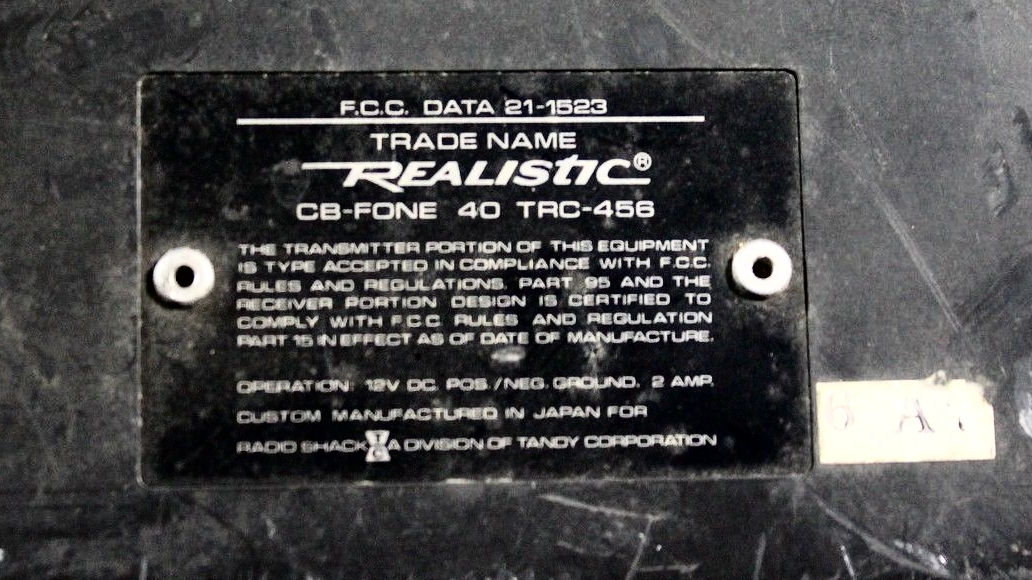 F.C.C. DATA 21-1523
TRADE NAME
REALISTIC®
CB-FONE 40 TRC-456
THE TRANSMITTER PORTION OF THIS EQUIPMENT
IS TYPE ACCEPTED IN COMPLIANCE WITH F.C.C.
RULES AND REGULATIONS, PART 95 AND THE
RECEIVER PORTION DESIGN IS CERTIFIED TO
COMPLY WITH F.C.C. RULES AND REGULATION
PART 15 IN EFFECT AS OF DATE OF MANUFACTURE.
OPERATION: 12V DC. POS./NEG. GROUND. 2 AMP.
CUSTOM MANUFACTURED IN JAPAN FOR
RADIO SHACK A DIVISION OF TANDY CORPORATION